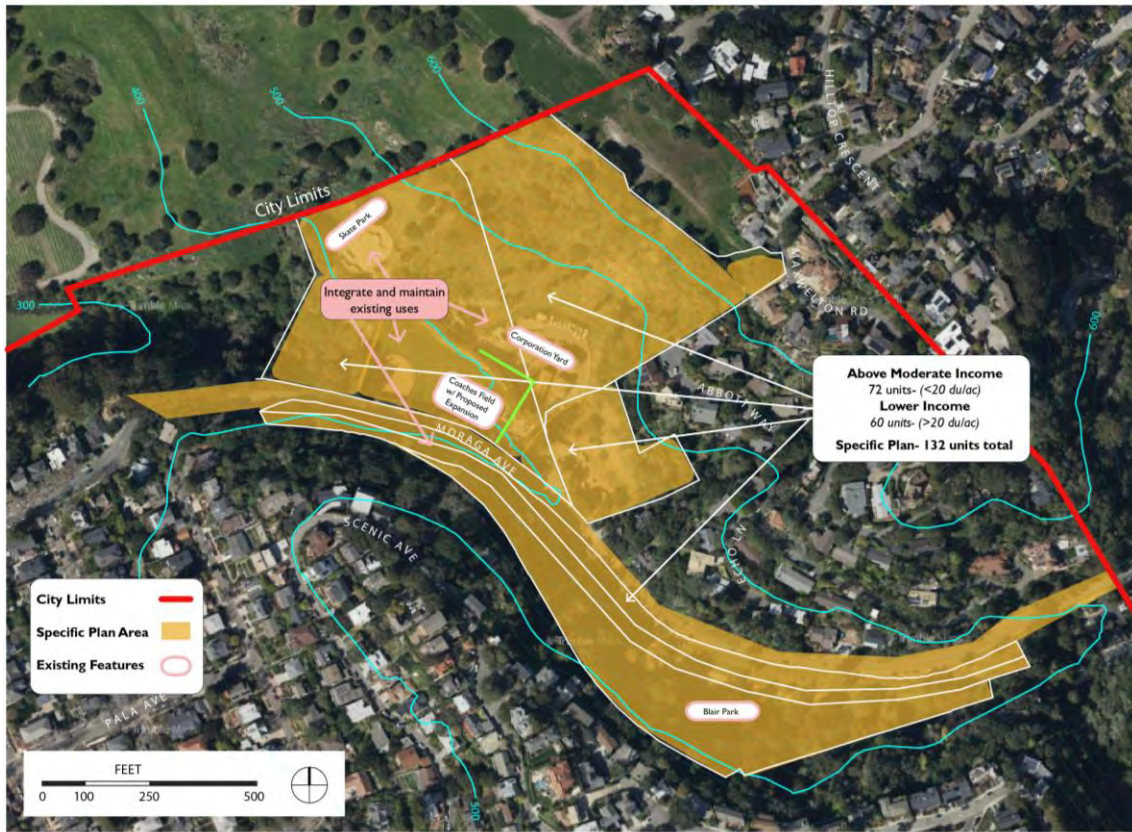 600
500
400
HILLTOP CRESCENT
City Limits
Skate Park
300
Integrate and maintain
existing uses
Corporation Yard
Coaches Field
w/ Proposed
Expansion
MORAGA AVE
ABBOTT WAY
600
Above Moderate Income
72 units- (<20 du/ac)
Lower Income
60 units- (>20 du/ac)
Specific Plan- 132 units total
SCENIC AVE
ECHO LN
City Limits
Specific Plan Area
Existing Features
PALA AVE
Blair Park
FEET
0 100 250 500
500